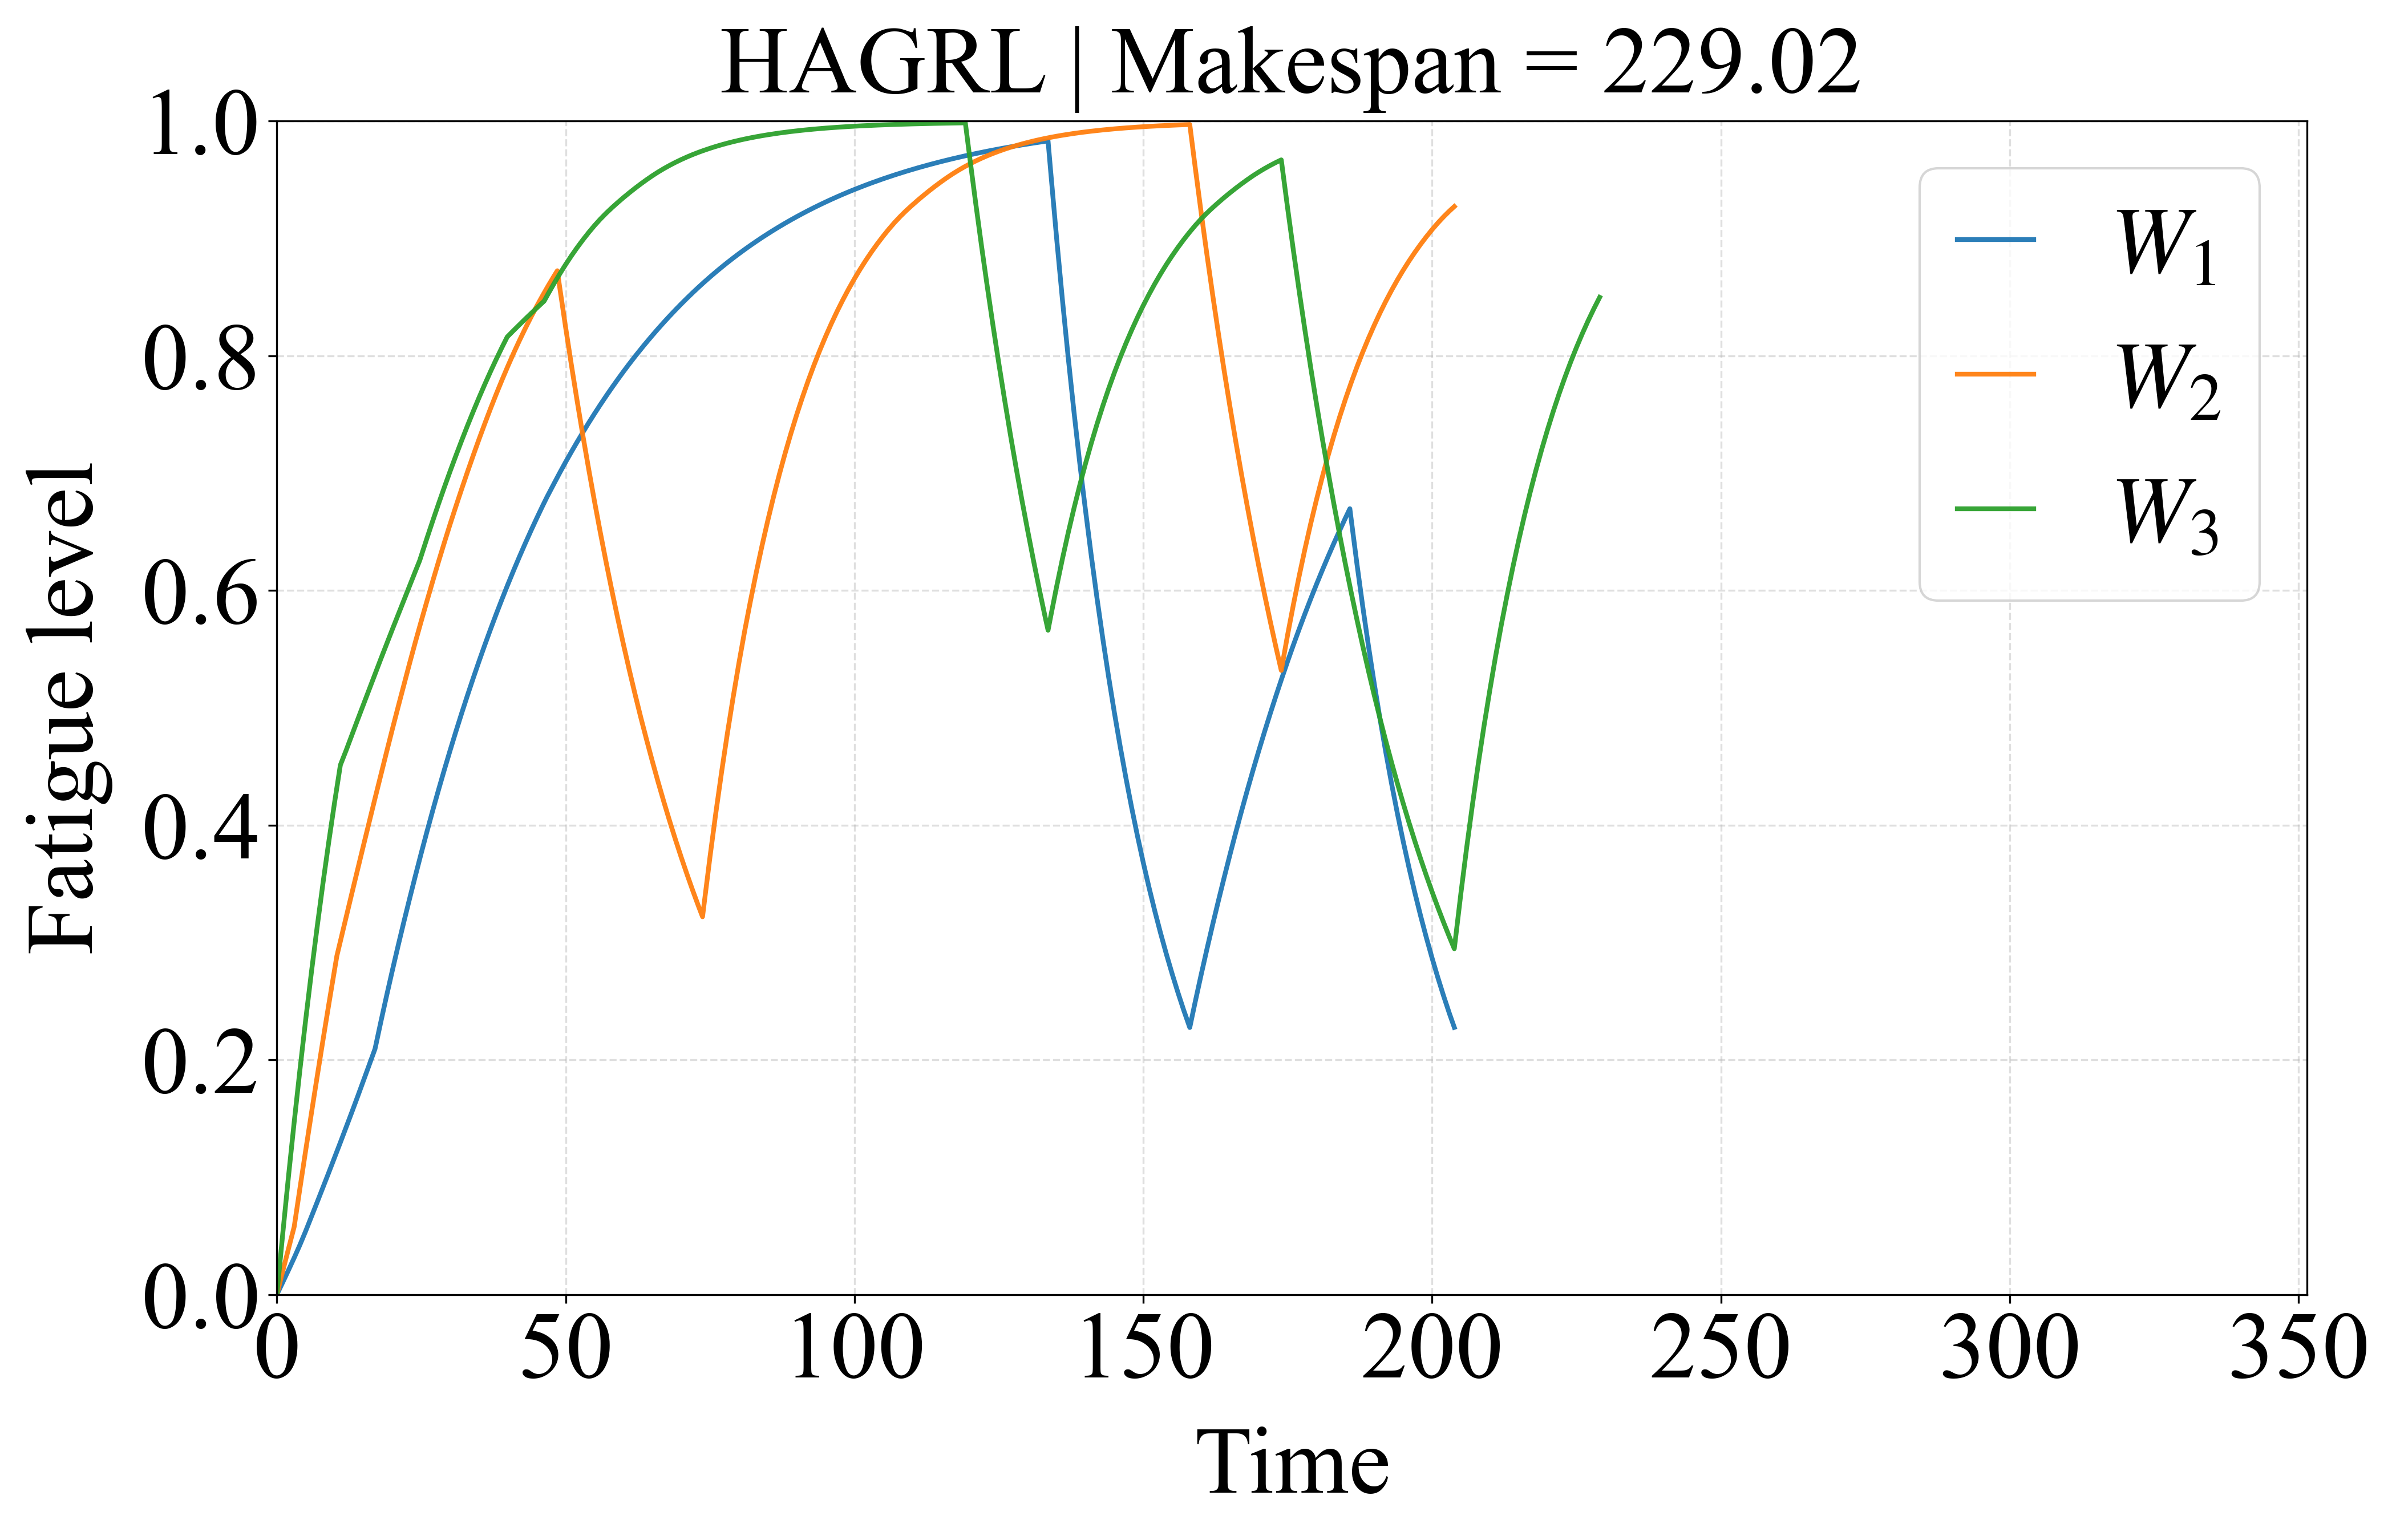 HAGRL | Makespan = 229.02
Fatigue level
1.0
0.8
0.6
0.4
0.2
0.0
0 50 100 150 200 250 300 350
Time
W₁
W₂
W₃